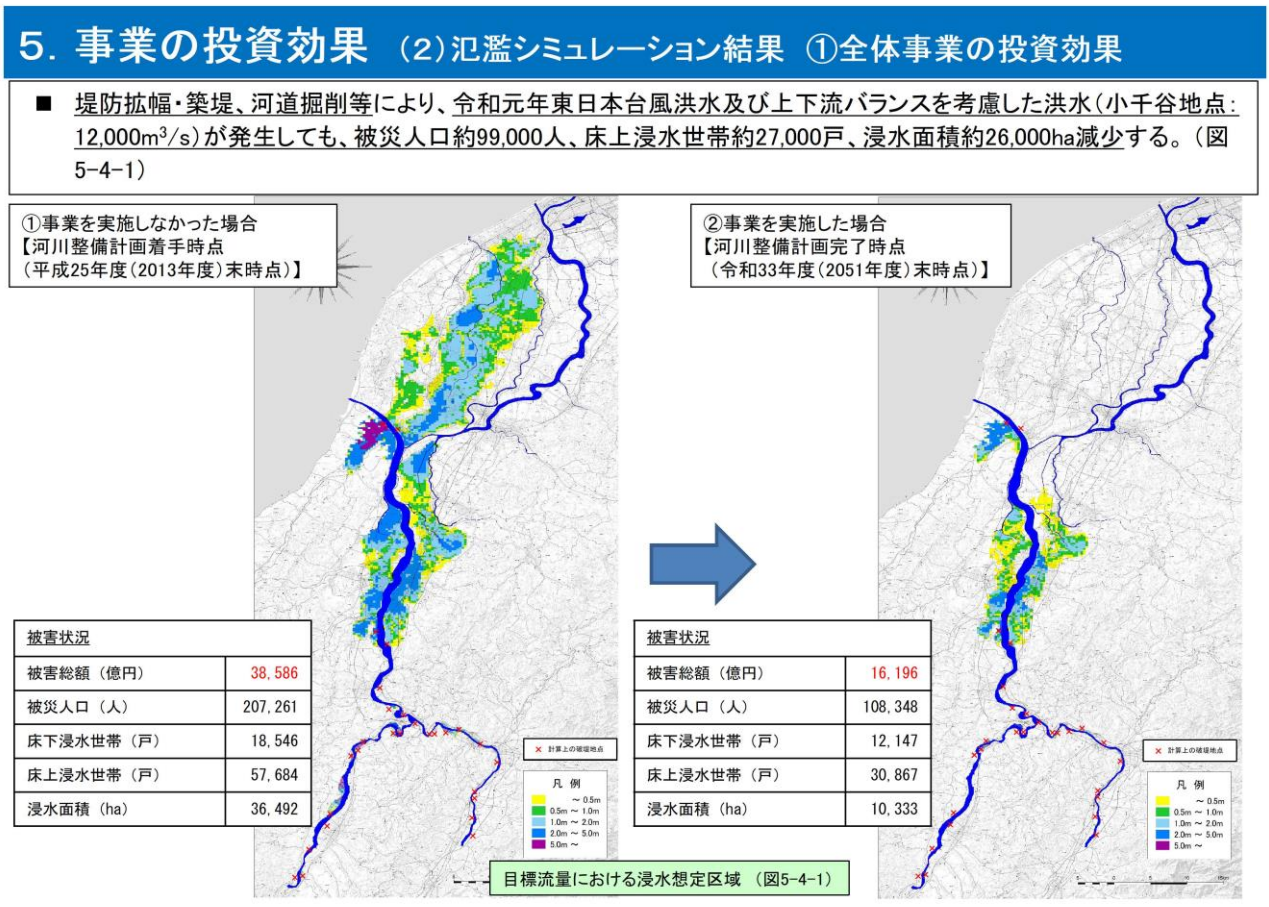 5．事業の投資効果 （2）氾濫シミュレーション結果 ①全体事業の投資効果
■ 堤防拡幅・築堤、河道掘削等により、令和元年東日本台風洪水及び上下流バランスを考慮した洪水（小千谷地点：
12,000m³/s）が発生しても、被災人口約99,000人、床上浸水世帯約27,000戸、浸水面積約26,000ha減少する。（図
5-4-1）
①事業を実施しなかった場合
【河川整備計画着手時点
（平成25年度（2013年度）末時点）】
②事業を実施した場合
【河川整備計画完了時点
（令和33年度（2051年度）末時点）】
被害状況
被害総額（億円） 38,586
被災人口（人） 207,261
床下浸水世帯（戸） 18,546
床上浸水世帯（戸） 57,684
浸水面積（ha） 36,492
× 計算上の破堤地点
凡 例
～ 0.5m
0.5m ～ 1.0m
1.0m ～ 2.0m
2.0m ～ 5.0m
5.0m ～
被害状況
被害総額（億円） 16,196
被災人口（人） 108,348
床下浸水世帯（戸） 12,147
床上浸水世帯（戸） 30,867
浸水面積（ha） 10,333
× 計算上の破堤地点
凡 例
～ 0.5m
0.5m ～ 1.0m
1.0m ～ 2.0m
2.0m ～ 5.0m
5.0m ～
目標流量における浸水想定区域 （図5-4-1）